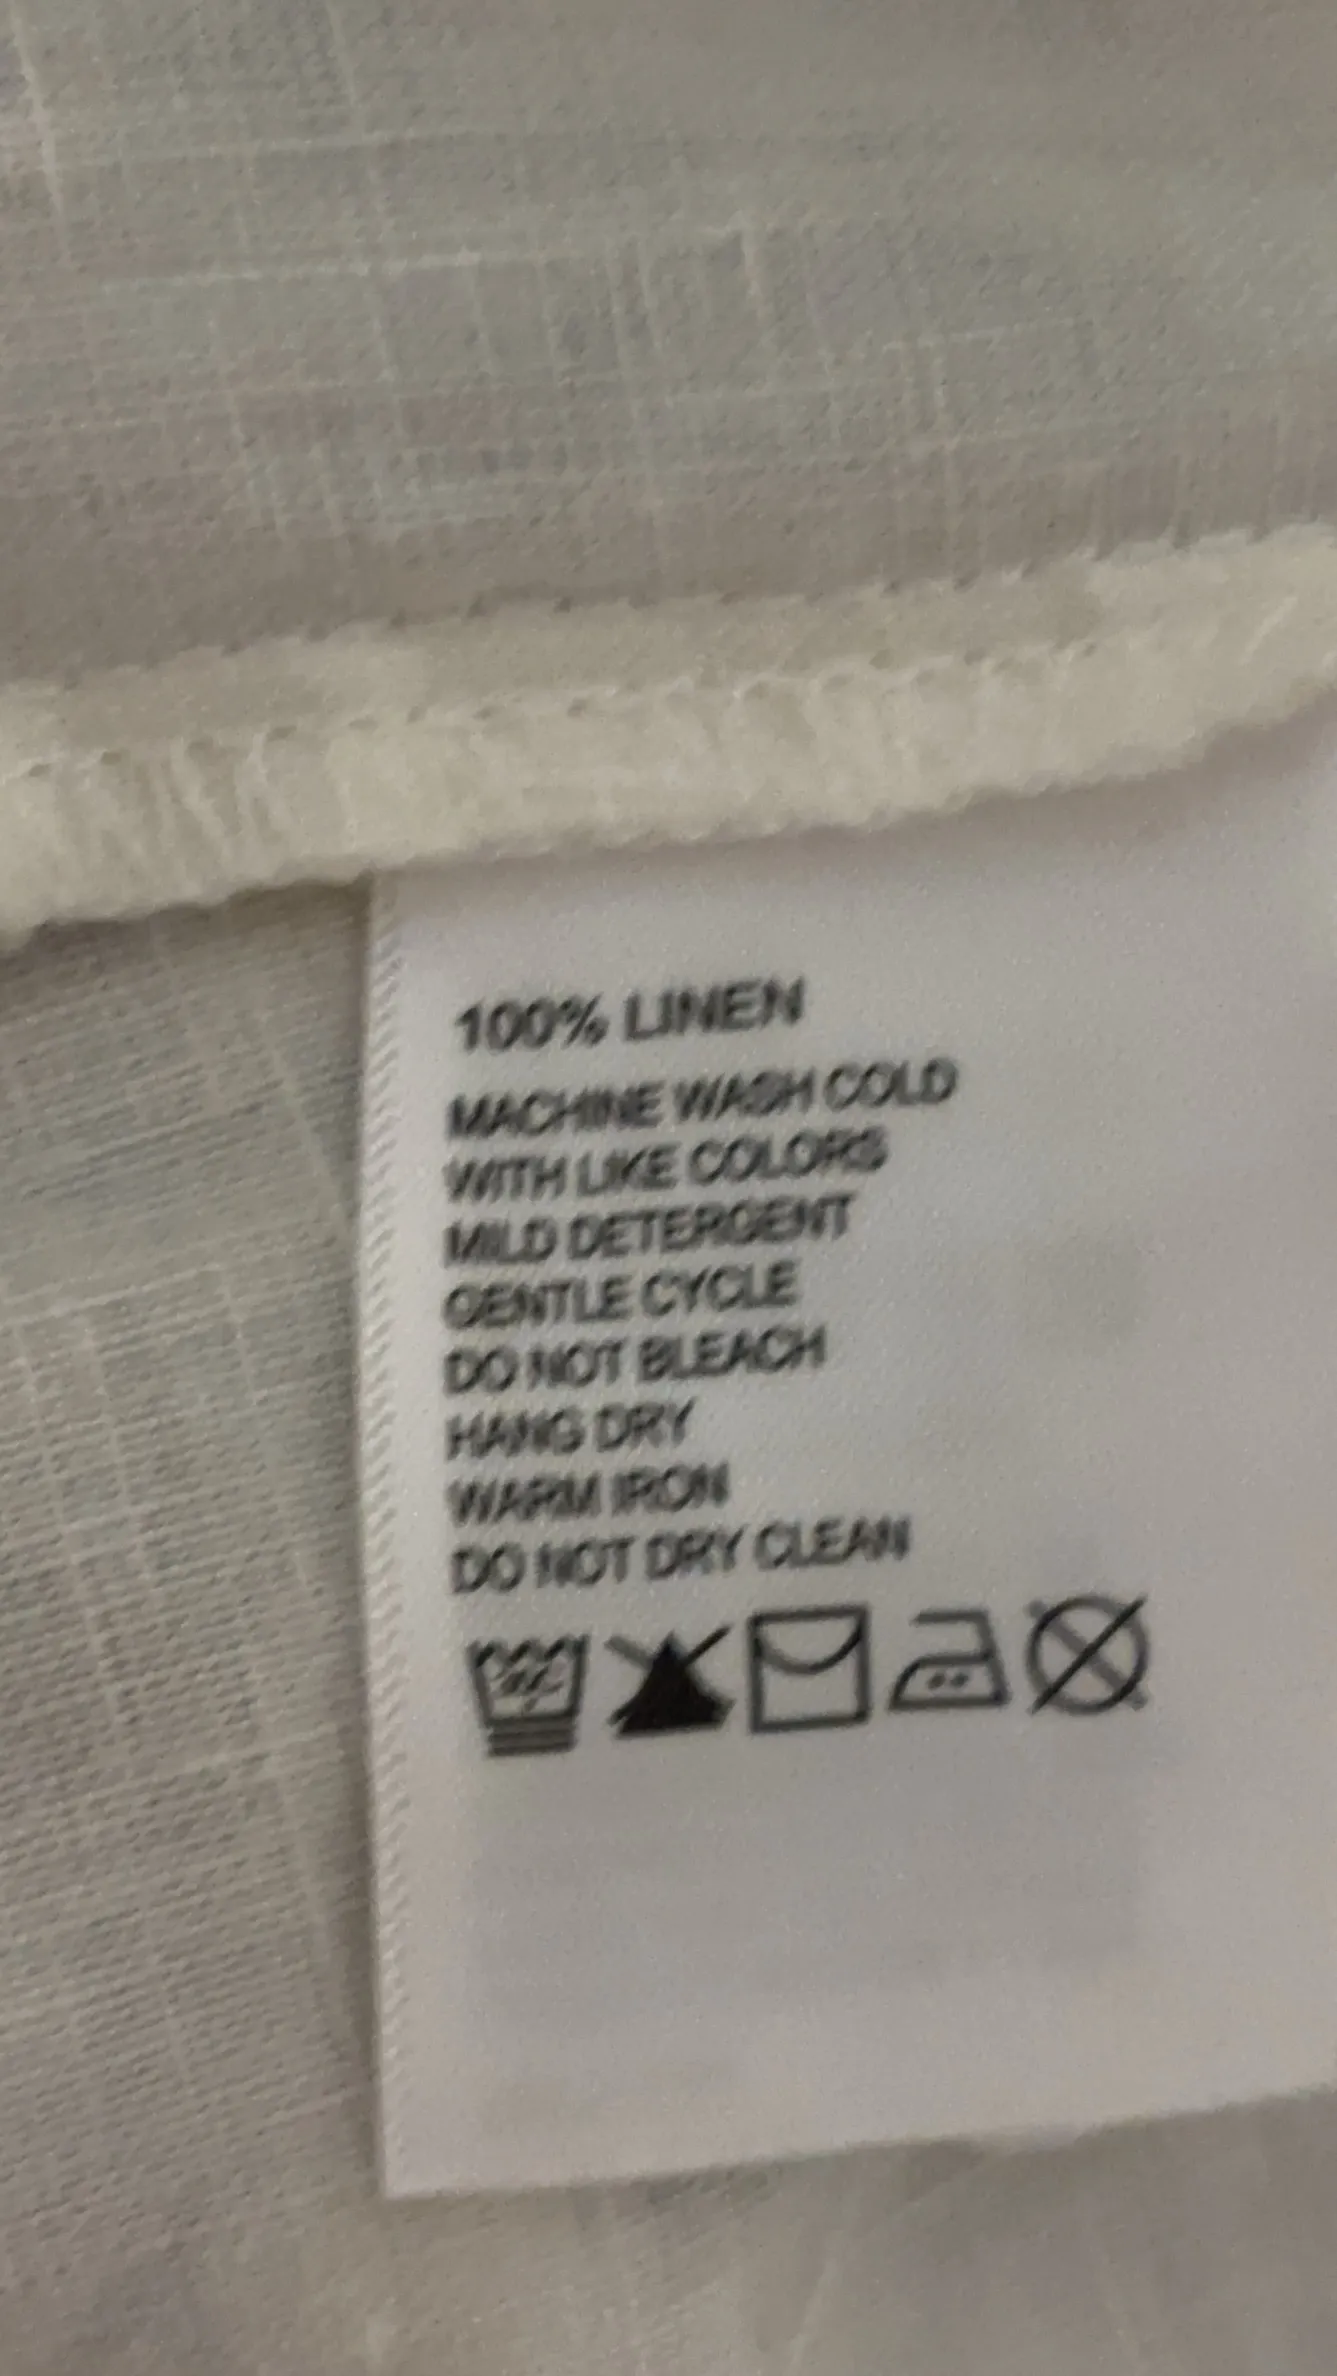 100% LINEN
MACHINE WASH COLD
WITH LIKE COLORS
MILD DETERGENT
GENTLE CYCLE
DO NOT BLEACH
HANG DRY
WARM IRON
DO NOT DRY CLEAN